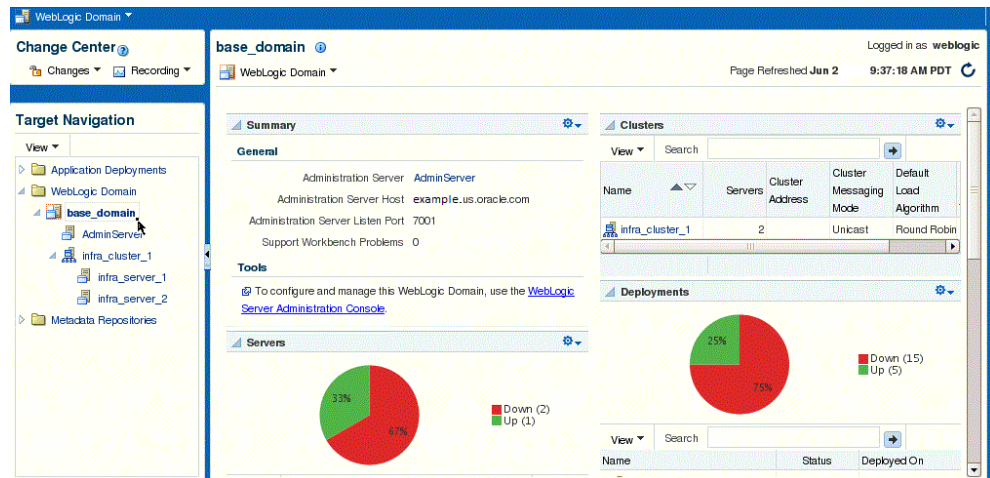 WebLogic Domain
Change Center
Changes
Recording
base_domain
Logged in as weblogic
WebLogic Domain
Page Refreshed Jun 2 9:37:18 AM PDT
Target Navigation
View
Application Deployments
WebLogic Domain
base_domain
AdminServer
infra_cluster_1
infra_server_1
infra_server_2
Metadata Repositories
Summary
General
Administration Server AdminServer
Administration Server Host example.us.oracle.com
Administration Server Listen Port 7001
Support Workbench Problems 0
Tools
To configure and manage this WebLogic Domain, use the WebLogic
Server Administration Console.
Servers
33%
67%
Down (2)
Up (1)
Clusters
View Search
Name Servers Cluster Address Cluster Messaging Mode Default Load Algorithm
infra_cluster_1 2 Unicast Round Robin
Deployments
25%
75%
Down (15)
Up (5)
View Search
Name Status Deployed On